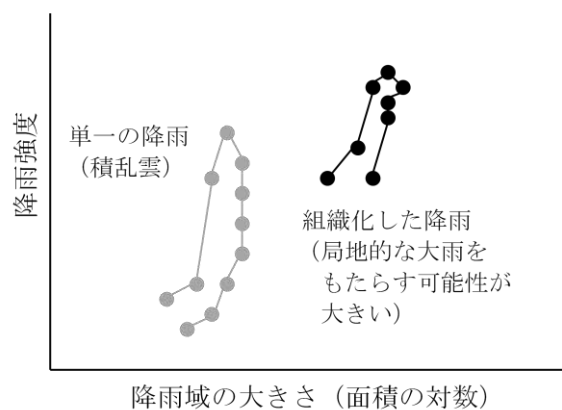 降雨強度
単一の降雨
（積乱雲）
組織化した降雨
（局地的な大雨を
もたらす可能性が
大きい）
降雨域の大きさ（面積の対数）